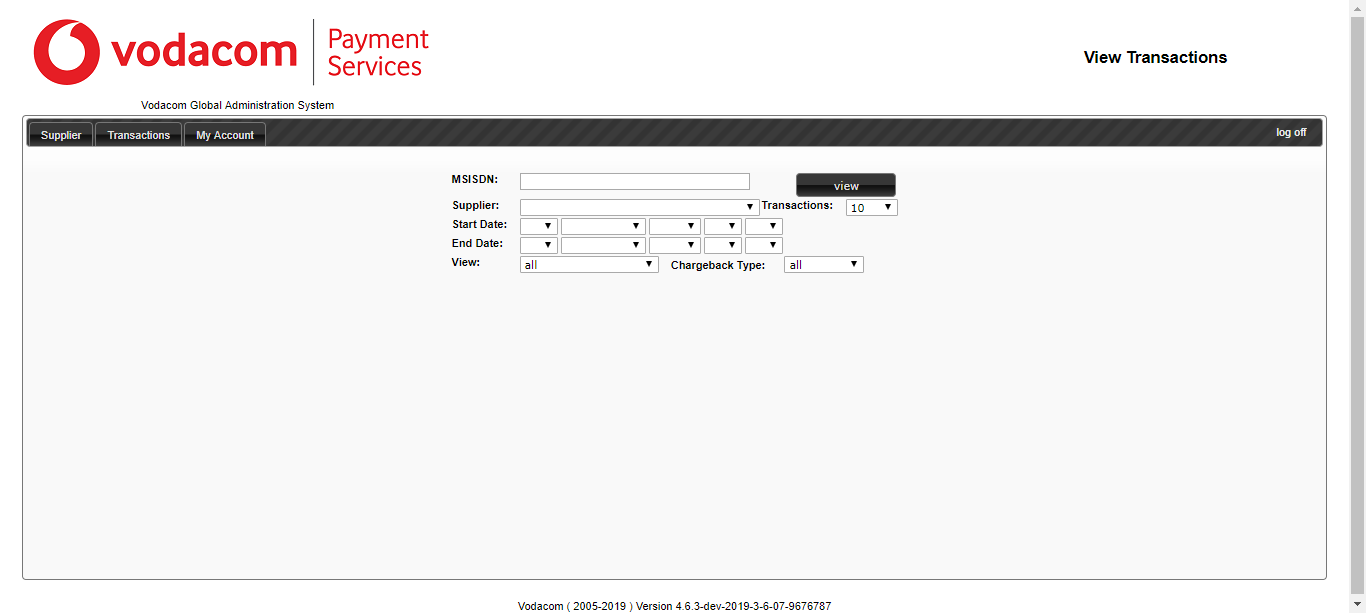 vodacom
Payment
Services
View Transactions
Vodacom Global Administration System
Supplier Transactions My Account log off
MSISDN: view
Supplier: Transactions: 10
Start Date:
End Date:
View: all Chargeback Type: all
Vodacom ( 2005-2019 ) Version 4.6.3-dev-2019-3-6-07-9676787